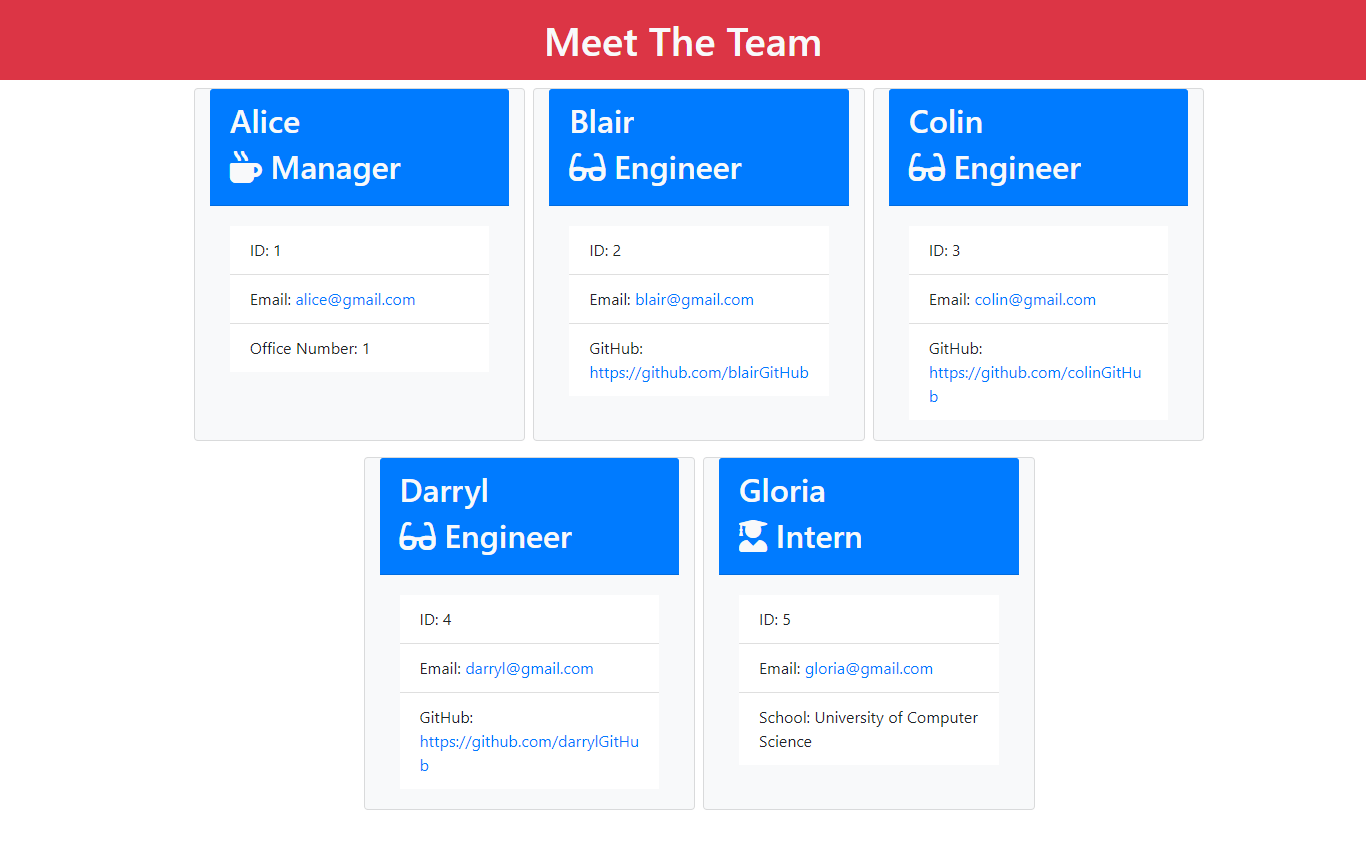 Meet The Team
Alice
Manager
ID: 1
Email: alice@gmail.com
Office Number: 1
Blair
Engineer
ID: 2
Email: blair@gmail.com
GitHub:
https://github.com/blairGitHub
Colin
Engineer
ID: 3
Email: colin@gmail.com
GitHub:
https://github.com/colinGitHu
b
Darryl
Engineer
ID: 4
Email: darryl@gmail.com
GitHub:
https://github.com/darrylGitHu
b
Gloria
Intern
ID: 5
Email: gloria@gmail.com
School: University of Computer
Science